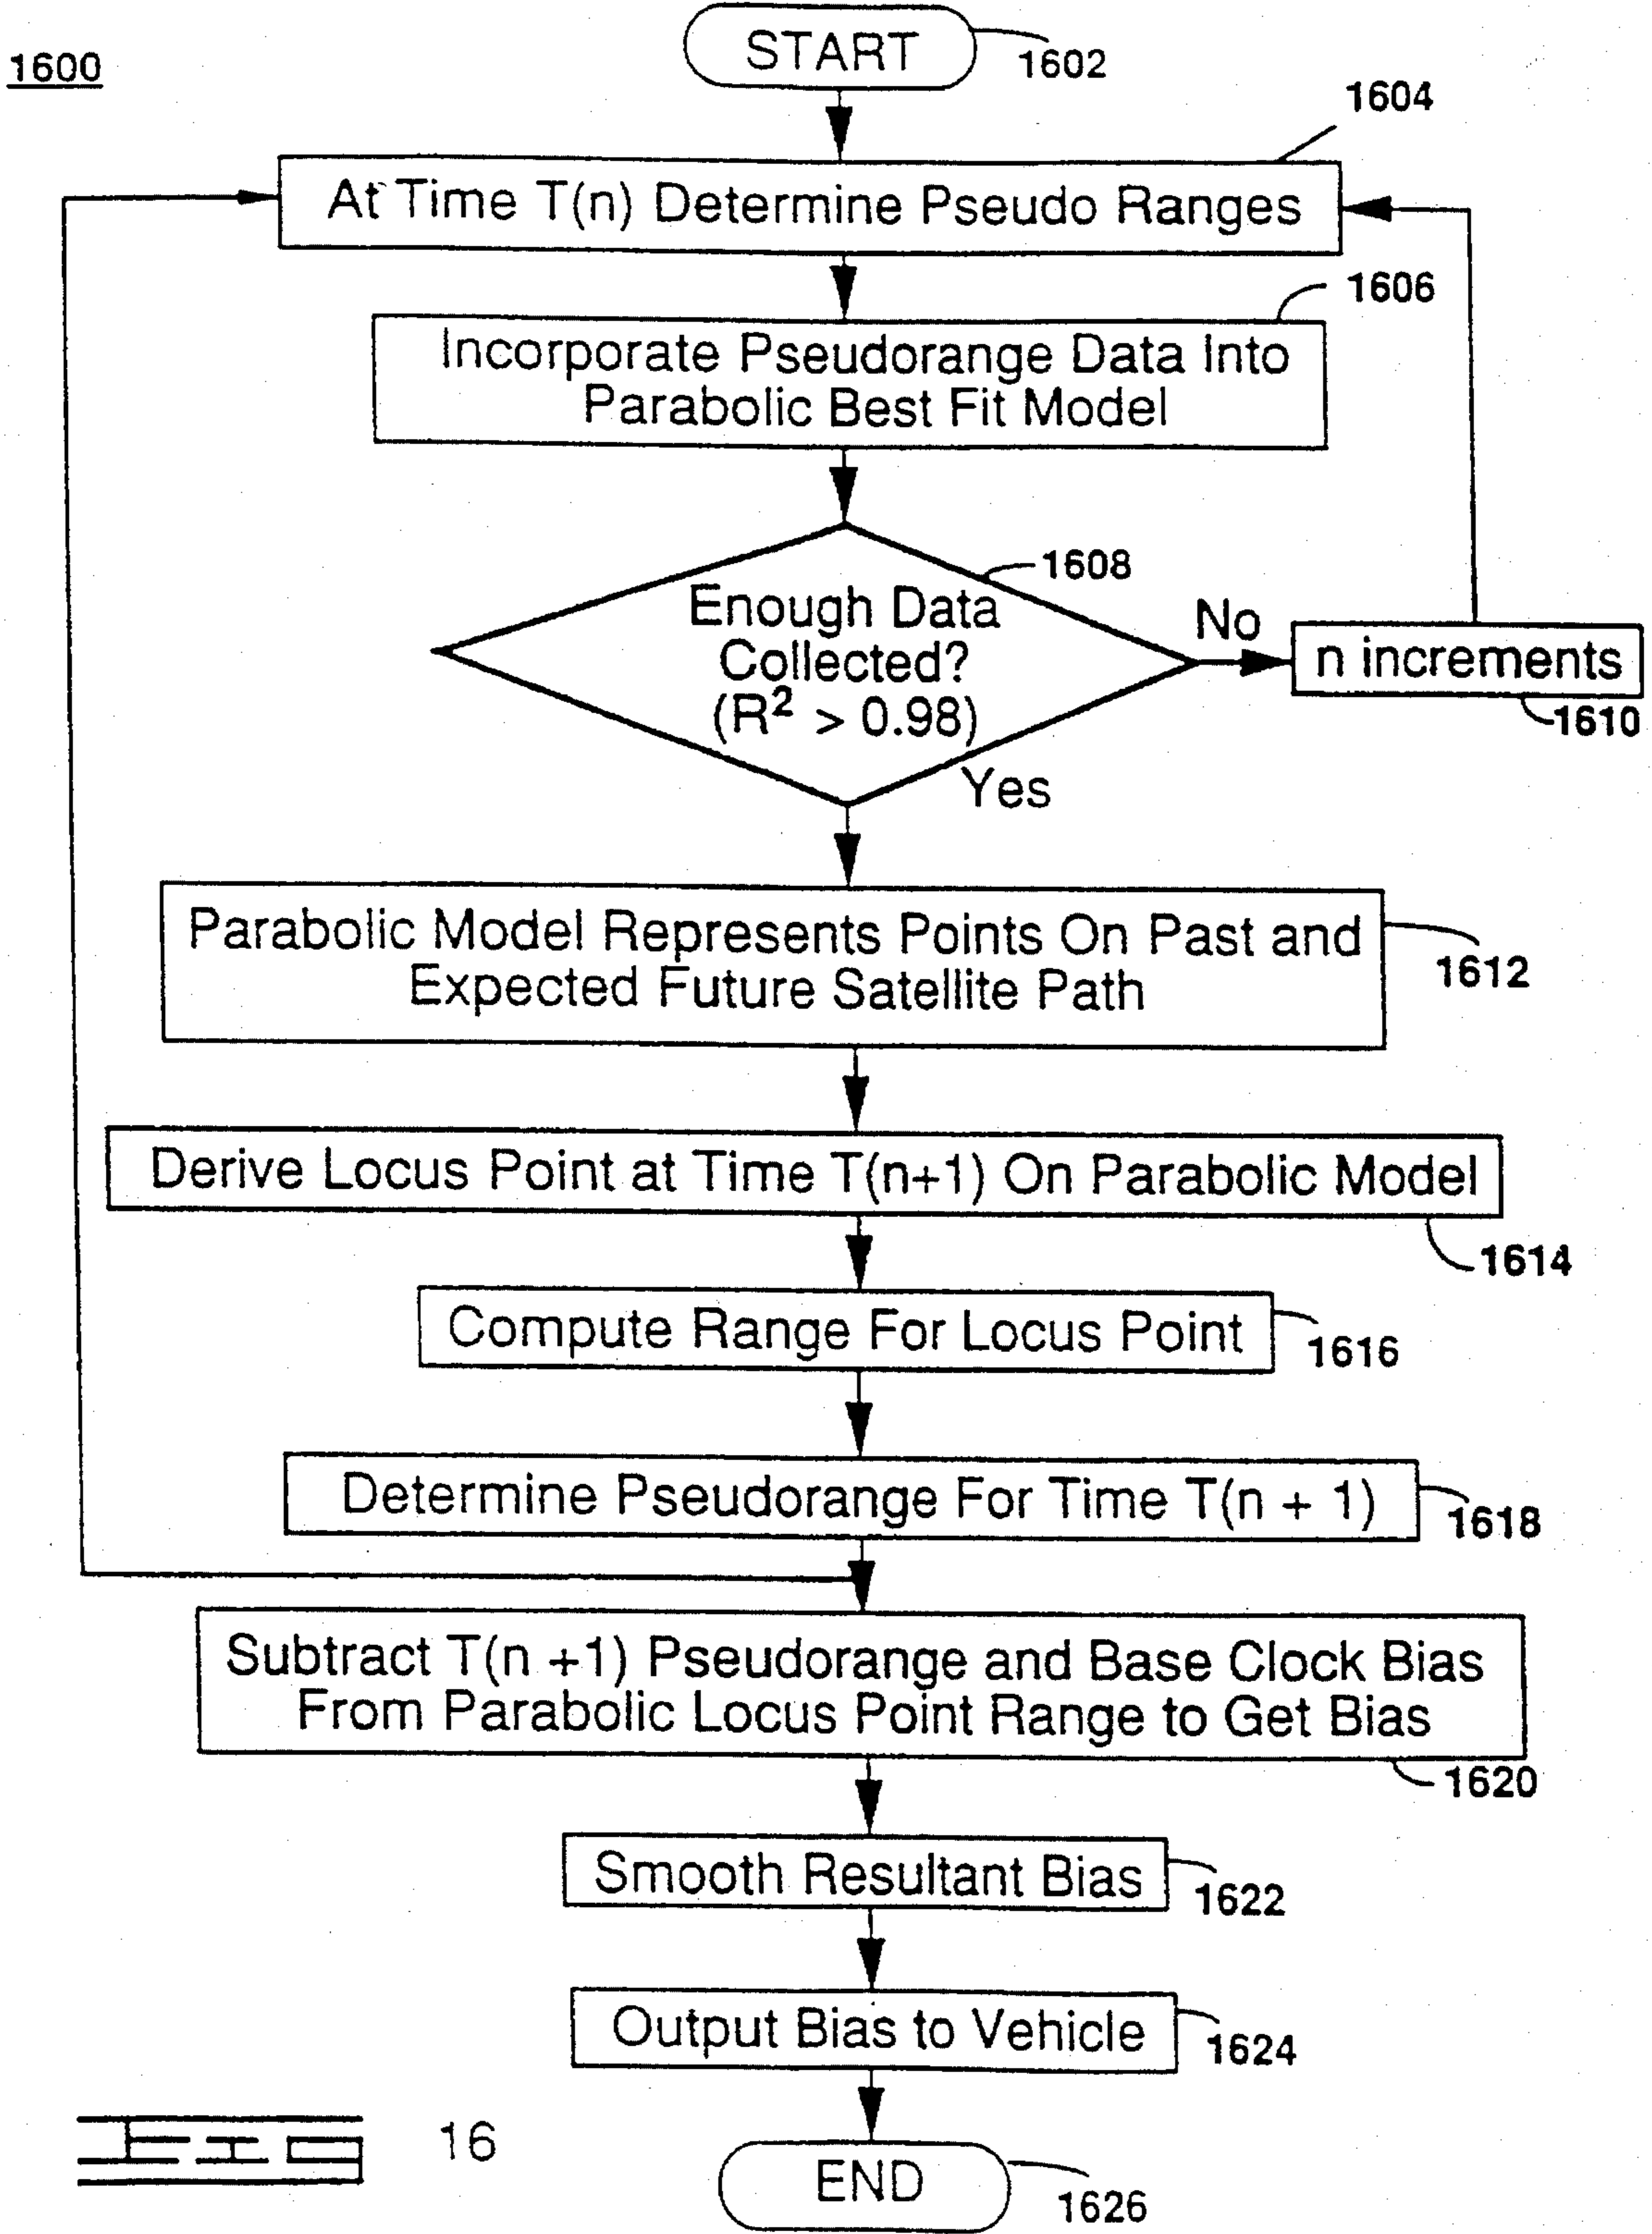 START
1602
1600
1604
At Time T(n) Determine Pseudo Ranges
1606
Incorporate Pseudorange Data Into
Parabolic Best Fit Model
1608
Enough Data
Collected?
(R² > 0.98)
No
n increments
1610
Yes
Parabolic Model Represents Points On Past and
Expected Future Satellite Path
1612
Derive Locus Point at Time T(n+1) On Parabolic Model
1614
Compute Range For Locus Point
1616
Determine Pseudorange For Time T(n + 1)
1618
Subtract T(n +1) Pseudorange and Base Clock Bias
From Parabolic Locus Point Range to Get Bias
1620
Smooth Resultant Bias
1622
Output Bias to Vehicle
1624
FIG 16
END
1626